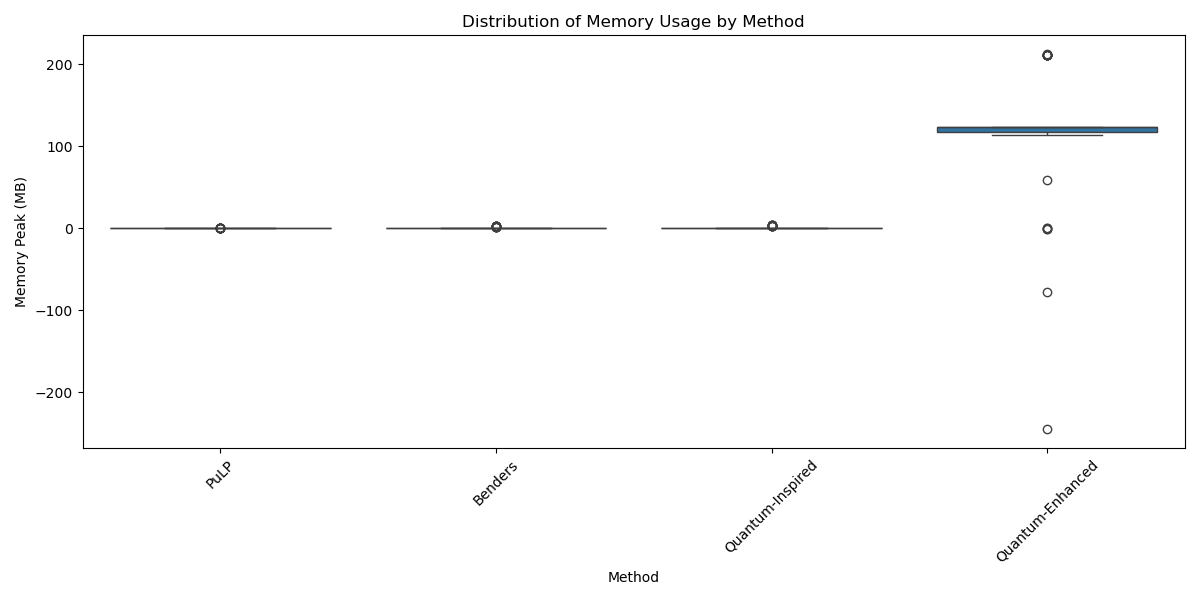 Distribution of Memory Usage by Method
Memory Peak (MB)
200
100
0
−100
−200
PuLP
Benders
Quantum-Inspired
Quantum-Enhanced
Method